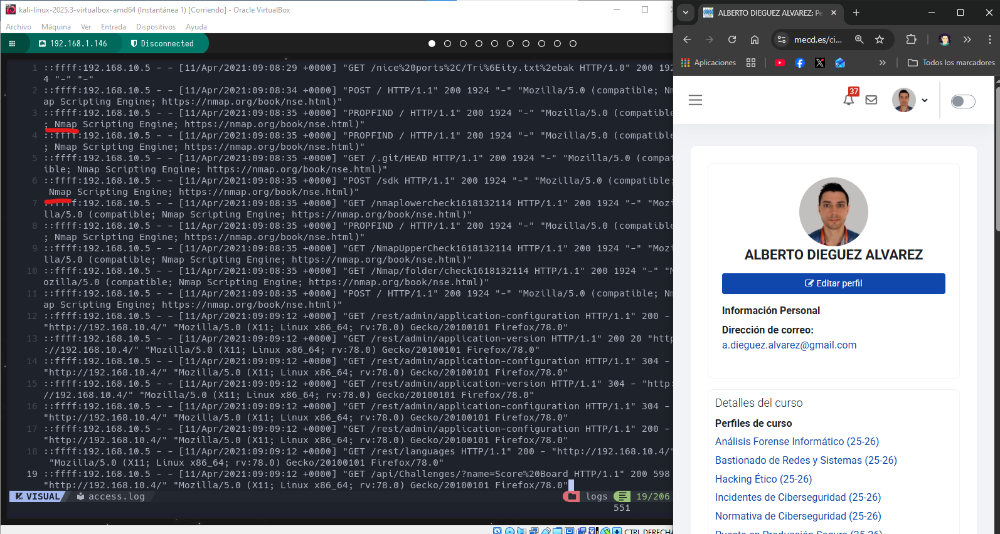 kali-linux-2025.3-virtualbox-amd64 (Instantánea 1) [Corriendo] - Oracle VirtualBox
Archivo Máquina Ver Entrada Dispositivos Ayuda
192.168.1.146 Disconnected
1 ::ffff:192.168.10.5 - - [11/Apr/2021:09:08:29 +0000] "GET /nice%20ports%2C/Tri%6Eity.txt%2ebak HTTP/1.0" 200 192
4 "-" "-"
2 ::ffff:192.168.10.5 - - [11/Apr/2021:09:08:34 +0000] "POST / HTTP/1.1" 200 1924 "-" "Mozilla/5.0 (compatible; Nm
ap Scripting Engine; https://nmap.org/book/nse.html)"
3 ::ffff:192.168.10.5 - - [11/Apr/2021:09:08:35 +0000] "PROPFIND / HTTP/1.1" 200 1924 "-" "Mozilla/5.0 (compatible
; Nmap Scripting Engine; https://nmap.org/book/nse.html)"
4 ::ffff:192.168.10.5 - - [11/Apr/2021:09:08:35 +0000] "PROPFIND / HTTP/1.1" 200 1924 "-" "Mozilla/5.0 (compatible
; Nmap Scripting Engine; https://nmap.org/book/nse.html)"
5 ::ffff:192.168.10.5 - - [11/Apr/2021:09:08:35 +0000] "GET /.git/HEAD HTTP/1.1" 200 1924 "-" "Mozilla/5.0 (compat
ible; Nmap Scripting Engine; https://nmap.org/book/nse.html)"
6 ::ffff:192.168.10.5 - - [11/Apr/2021:09:08:35 +0000] "POST /sdk HTTP/1.1" 200 1924 "-" "Mozilla/5.0 (compatible;
Nmap Scripting Engine; https://nmap.org/book/nse.html)"
7 ::ffff:192.168.10.5 - - [11/Apr/2021:09:08:35 +0000] "GET /nmaplowercheck1618132114 HTTP/1.1" 200 1924 "-" "Mozi
lla/5.0 (compatible; Nmap Scripting Engine; https://nmap.org/book/nse.html)"
8 ::ffff:192.168.10.5 - - [11/Apr/2021:09:08:35 +0000] "PROPFIND / HTTP/1.1" 200 1924 "-" "Mozilla/5.0 (compatible
; Nmap Scripting Engine; https://nmap.org/book/nse.html)"
9 ::ffff:192.168.10.5 - - [11/Apr/2021:09:08:35 +0000] "GET /NmapUpperCheck1618132114 HTTP/1.1" 200 1924 "-" "Mozi
lla/5.0 (compatible; Nmap Scripting Engine; https://nmap.org/book/nse.html)"
10 ::ffff:192.168.10.5 - - [11/Apr/2021:09:08:35 +0000] "GET /Nmap/folder/check1618132114 HTTP/1.1" 200 1924 "-" "M
ozilla/5.0 (compatible; Nmap Scripting Engine; https://nmap.org/book/nse.html)"
11 ::ffff:192.168.10.5 - - [11/Apr/2021:09:08:35 +0000] "POST / HTTP/1.1" 200 1924 "-" "Mozilla/5.0 (compatible; Nm
ap Scripting Engine; https://nmap.org/book/nse.html)"
12 ::ffff:192.168.10.5 - - [11/Apr/2021:09:09:12 +0000] "GET /rest/admin/application-configuration HTTP/1.1" 200 -
"http://192.168.10.4/" "Mozilla/5.0 (X11; Linux x86_64; rv:78.0) Gecko/20100101 Firefox/78.0"
13 ::ffff:192.168.10.5 - - [11/Apr/2021:09:09:12 +0000] "GET /rest/admin/application-version HTTP/1.1" 200 20 "http
://192.168.10.4/" "Mozilla/5.0 (X11; Linux x86_64; rv:78.0) Gecko/20100101 Firefox/78.0"
14 ::ffff:192.168.10.5 - - [11/Apr/2021:09:09:12 +0000] "GET /rest/admin/application-configuration HTTP/1.1" 304 -
"http://192.168.10.4/" "Mozilla/5.0 (X11; Linux x86_64; rv:78.0) Gecko/20100101 Firefox/78.0"
15 ::ffff:192.168.10.5 - - [11/Apr/2021:09:09:12 +0000] "GET /rest/admin/application-version HTTP/1.1" 304 - "http:
//192.168.10.4/" "Mozilla/5.0 (X11; Linux x86_64; rv:78.0) Gecko/20100101 Firefox/78.0"
16 ::ffff:192.168.10.5 - - [11/Apr/2021:09:09:12 +0000] "GET /rest/admin/application-configuration HTTP/1.1" 304 -
"http://192.168.10.4/" "Mozilla/5.0 (X11; Linux x86_64; rv:78.0) Gecko/20100101 Firefox/78.0"
17 ::ffff:192.168.10.5 - - [11/Apr/2021:09:09:12 +0000] "GET /rest/admin/application-configuration HTTP/1.1" 200 -
"http://192.168.10.4/" "Mozilla/5.0 (X11; Linux x86_64; rv:78.0) Gecko/20100101 Firefox/78.0"
18 ::ffff:192.168.10.5 - - [11/Apr/2021:09:09:12 +0000] "GET /rest/languages HTTP/1.1" 200 - "http://192.168.10.4/"
"Mozilla/5.0 (X11; Linux x86_64; rv:78.0) Gecko/20100101 Firefox/78.0"
19 ::ffff:192.168.10.5 - - [11/Apr/2021:09:09:12 +0000] "GET /api/Challenges/?name=Score%20Board HTTP/1.1" 200 598
"http://192.168.10.4/" "Mozilla/5.0 (X11; Linux x86_64; rv:78.0) Gecko/20100101 Firefox/78.0"
VISUAL access.log logs 19/206
551
CTRL DERECHA
ALBERTO DIEGUEZ ALVAREZ: Pe
mecd.es/ci...
Aplicaciones Todos los marcadores
37
ALBERTO DIEGUEZ ALVAREZ
Editar perfil
Información Personal
Dirección de correo:
a.dieguez.alvarez@gmail.com
Detalles del curso
Perfiles de curso
Análisis Forense Informático (25-26)
Bastionado de Redes y Sistemas (25-26)
Hacking Ético (25-26)
Incidentes de Ciberseguridad (25-26)
Normativa de Ciberseguridad (25-26)
Puesta en Producción Segura (25-26)